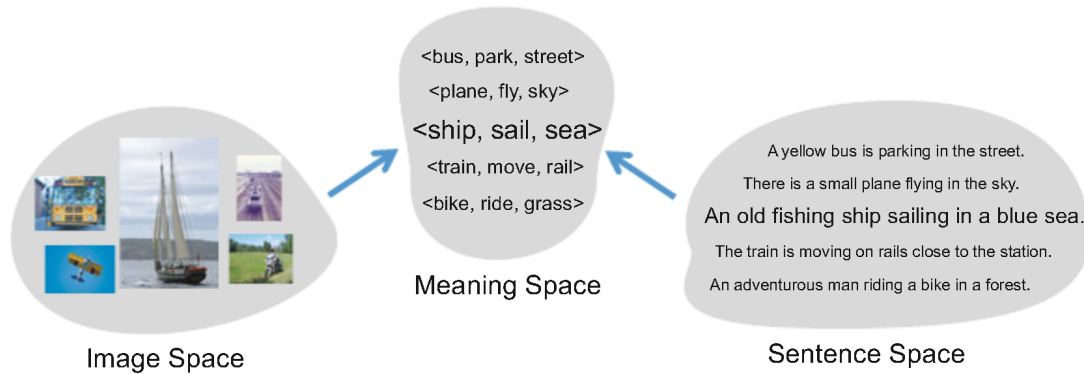 <bus, park, street>
<plane, fly, sky>
<ship, sail, sea>
<train, move, rail>
<bike, ride, grass>
Meaning Space
Image Space
A yellow bus is parking in the street.
There is a small plane flying in the sky.
An old fishing ship sailing in a blue sea.
The train is moving on rails close to the station.
An adventurous man riding a bike in a forest.
Sentence Space